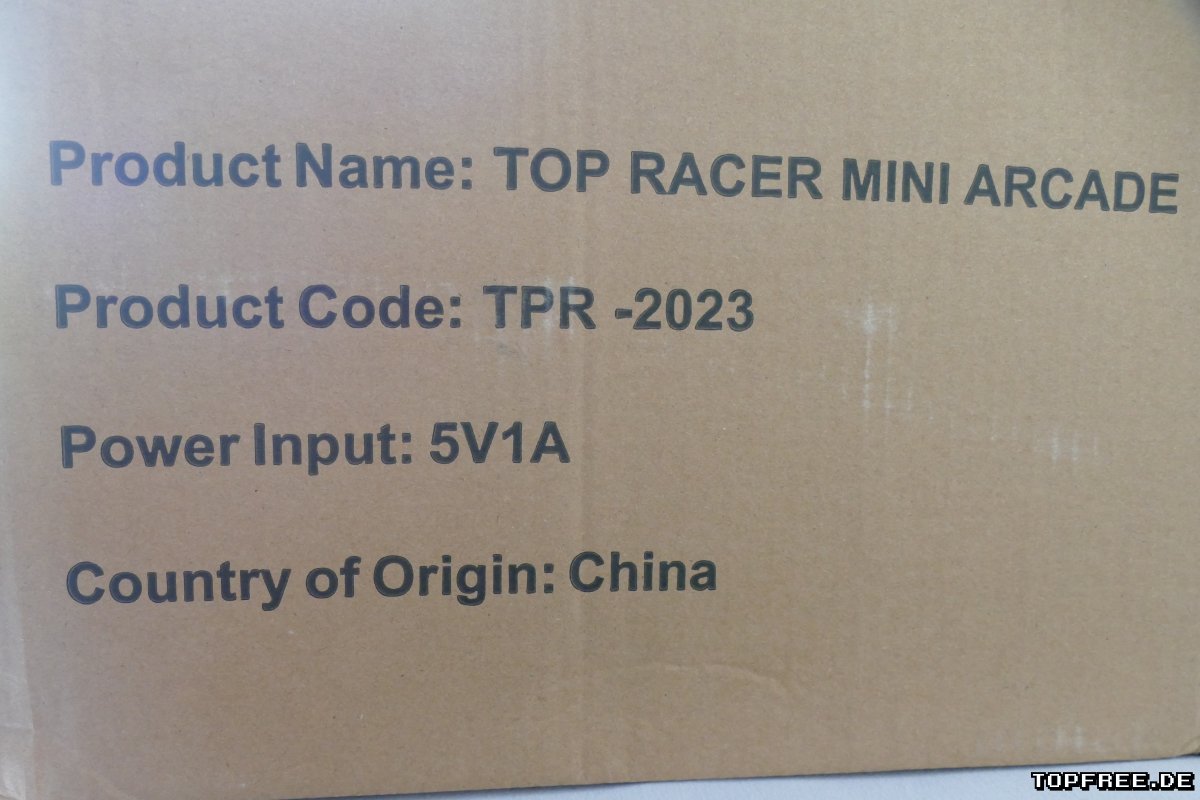 Product Name: TOP RACER MINI ARCADE
Product Code: TPR -2023
Power Input: 5V1A
Country of Origin: China
TOPFREE.DE